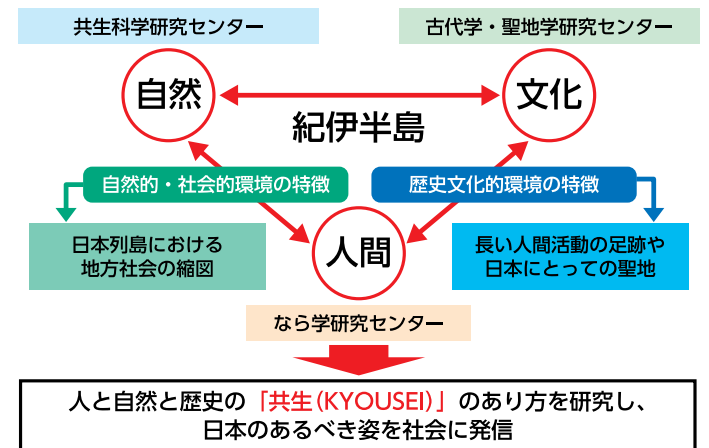 共生科学研究センター
古代学・聖地学研究センター
自然
文化
紀伊半島
自然的・社会的環境の特徴
歴史文化的環境の特徴
日本列島における
地方社会の縮図
人間
長い人間活動の足跡や
日本にとっての聖地
なら学研究センター
人と自然と歴史の「共生(KYOUSEI)」のあり方を研究し、
日本のあるべき姿を社会に発信